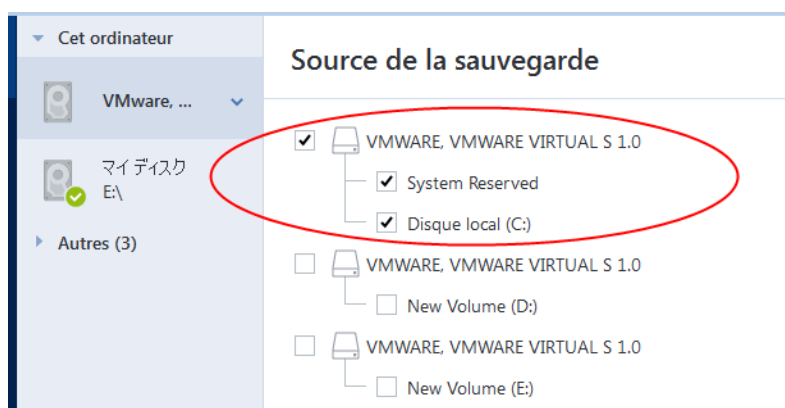 Cet ordinateur
VMware, ...
マイ ディスク
E:\
Autres (3)
Source de la sauvegarde
VMWARE, VMWARE VIRTUAL S 1.0
System Reserved
Disque local (C:)
VMWARE, VMWARE VIRTUAL S 1.0
New Volume (D:)
VMWARE, VMWARE VIRTUAL S 1.0
New Volume (E:)